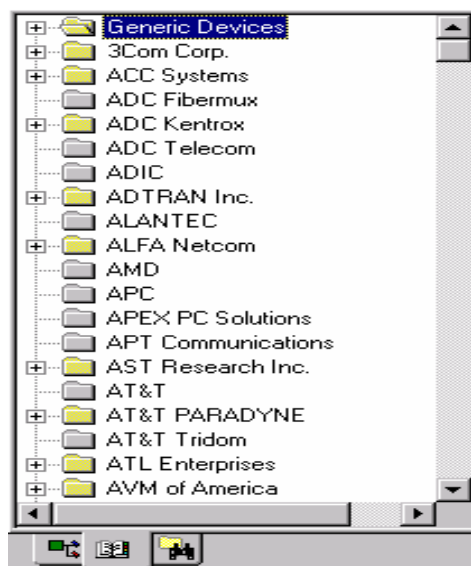 Generic Devices
3Com Corp.
ACC Systems
ADC Fibermux
ADC Kentrox
ADC Telecom
ADIC
ADTRAN Inc.
ALANTEC
ALFA Netcom
AMD
APC
APEX PC Solutions
APT Communications
AST Research Inc.
AT&T
AT&T PARADYNE
AT&T Tridom
ATL Enterprises
AVM of America